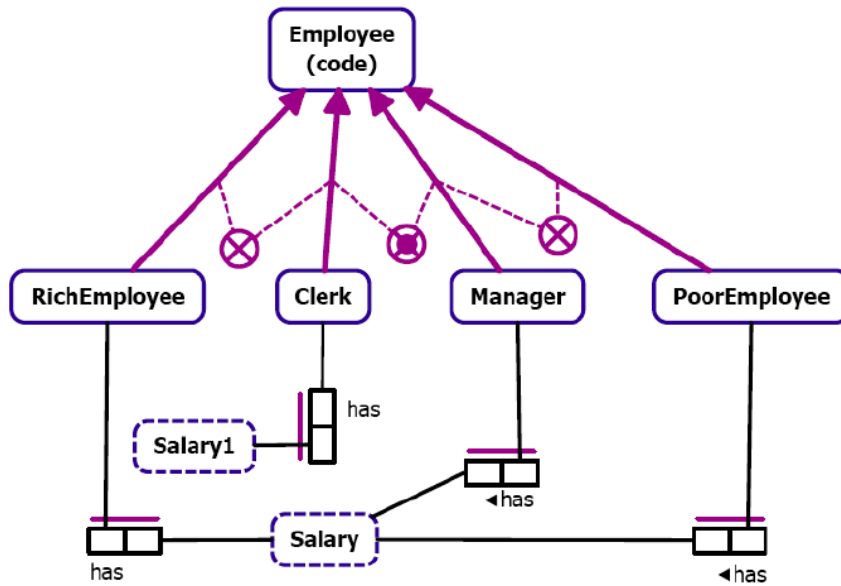 Employee
(code)
RichEmployee
Clerk
Manager
PoorEmployee
has
Salary1
◄has
Salary
has
◄has